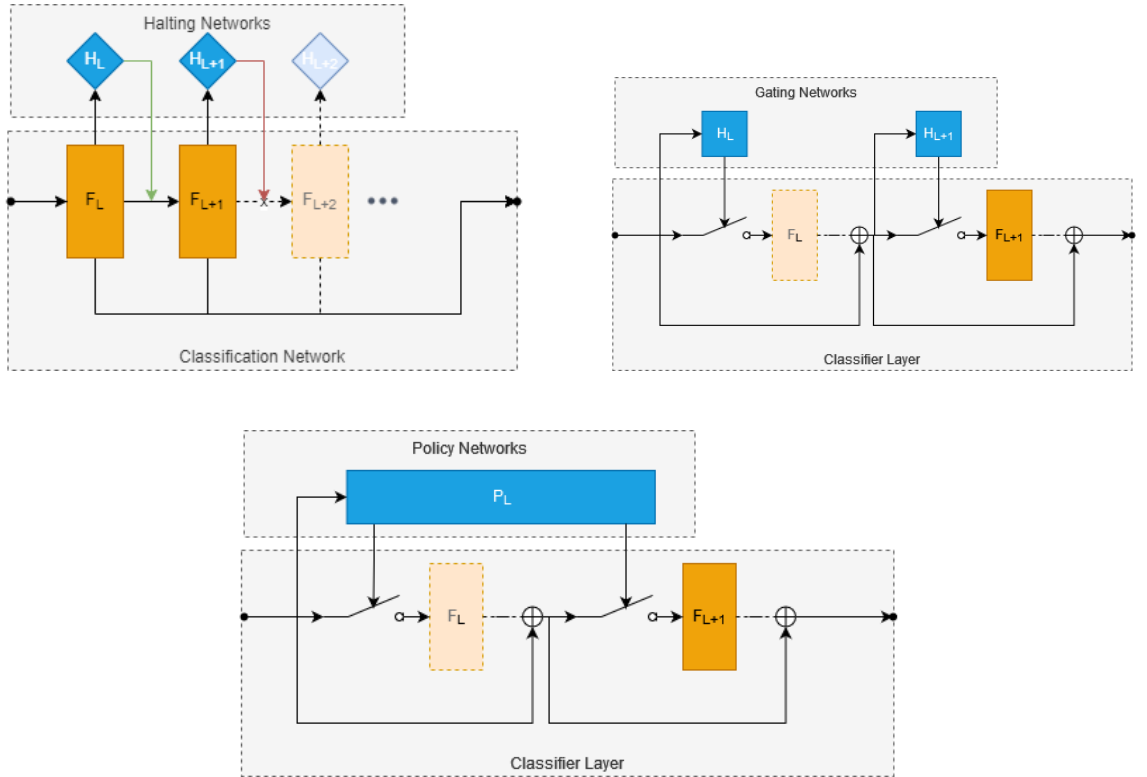 Halting Networks
H_L
H_L+1
H_L+2
F_L
F_L+1
F_L+2
Classification Network
Gating Networks
H_L
H_L+1
F_L
F_L+1
Classifier Layer
Policy Networks
P_L
F_L
F_L+1
Classifier Layer